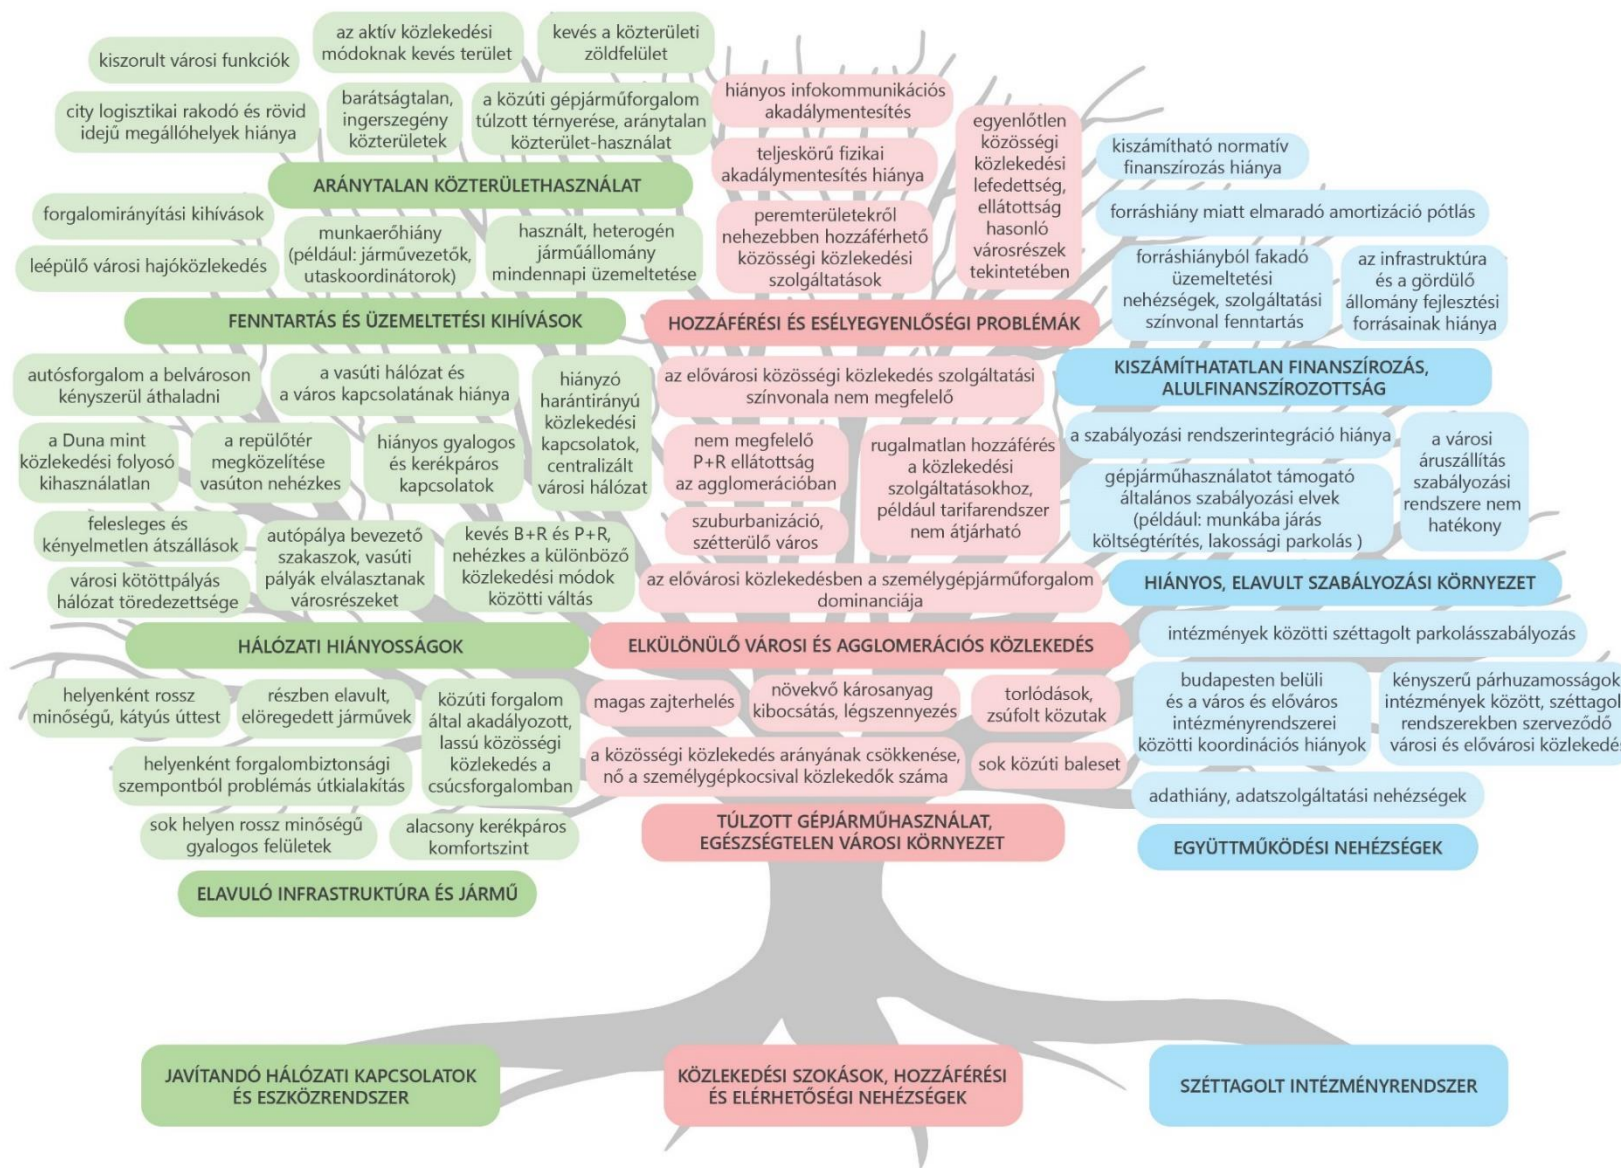 kiszorult városi funkciók
az aktív közlekedési
módoknak kevés terület
kevés a közterületi
zöldfelület
city logisztikai rakodó és rövid
idejű megállóhelyek hiánya
barátságtalan,
ingerszegény
közterületek
a közúti gépjárműforgalom
túlzott térnyerése, aránytalan
közterület-használat
ARÁNYTALAN KÖZTERÜLETHASZNÁLAT
forgalomirányítási kihívások
leépülő városi hajóközlekedés
munkaerőhiány
(például: járművezetők,
utaskoordinátorok)
használt, heterogén
járműállomány
mindennapi üzemeltetése
FENNTARTÁS ÉS ÜZEMELTETÉSI KIHÍVÁSOK
autósforgalom a belvároson
kényszerül áthaladni
a vasúti hálózat és
a város kapcsolatának hiánya
hiányzó
harántirányú
közlekedési
kapcsolatok,
centralizált
városi hálózat
a Duna mint
közlekedési folyosó
kihasználatlan
a repülőtér
megközelítése
vasúton nehézkes
hiányos gyalogos
és kerékpáros
kapcsolatok
felesleges és
kényelmetlen átszállások
városi kötöttpályás
hálózat töredezettsége
autópálya bevezető
szakaszok, vasúti
pályák elválasztanak
városrészeket
kevés B+R és P+R,
nehézkes a különböző
közlekedési módok
közötti váltás
HÁLÓZATI HIÁNYOSSÁGOK
helyenként rossz
minőségű, kátyús úttest
részben elavult,
elöregedett járművek
közúti forgalom
által akadályozott,
lassú közösségi
közlekedés a
csúcsforgalomban
helyenként forgalombiztonsági
szempontból problémás útkialakítás
sok helyen rossz minőségű
gyalogos felületek
alacsony kerékpáros
komfortszint
ELAVULÓ INFRASTRUKTÚRA ÉS JÁRMŰ
hiányos infokommunikációs
akadálymentesítés
teljeskörű fizikai
akadálymentesítés hiánya
peremterületekről
nehezebben hozzáférhető
közösségi közlekedési
szolgáltatások
egyenlőtlen
közösségi
közlekedési
lefedettség,
ellátottság
hasonló
városrészek
tekintetében
HOZZÁFÉRÉSI ÉS ESÉLYEGYENLŐSÉGI PROBLÉMÁK
az elővárosi közösségi közlekedés szolgáltatási
színvonala nem megfelelő
nem megfelelő
P+R ellátottság
az agglomerációban
rugalmatlan hozzáférés
a közlekedési
szolgáltatásokhoz,
például tarifarendszer
nem átjárható
szuburbanizáció,
szétterülő város
az elővárosi közlekedésben a személygépjárműforgalom
dominanciája
ELKÜLÖNÜLŐ VÁROSI ÉS AGGLOMERÁCIÓS KÖZLEKEDÉS
magas zajterhelés
növekvő károsanyag
kibocsátás, légszennyezés
torlódások,
zsúfolt közutak
a közösségi közlekedés arányának csökkenése,
nő a személygépkocsival közlekedők száma
sok közúti baleset
TÚLZOTT GÉPJÁRMŰHASZNÁLAT,
EGÉSZSÉGTELEN VÁROSI KÖRNYEZET
kiszámítható normatív
finanszírozás hiánya
forráshiány miatt elmaradó amortizáció pótlás
forráshiányból fakadó
üzemeltetési
nehézségek, szolgáltatási
színvonal fenntartás
az infrastruktúra
és a gördülő
állomány fejlesztési
forrásainak hiánya
KISZÁMÍTHATATLAN FINANSZÍROZÁS,
ALULFINANSZÍROZOTTSÁG
a szabályozási rendszerintegráció hiánya
gépjárműhasználatot támogató
általános szabályozási elvek
(például: munkába járás
költségtérítés, lakossági parkolás )
a városi
áruszállítás
szabályozási
rendszere nem
hatékony
HIÁNYOS, ELAVULT SZABÁLYOZÁSI KÖRNYEZET
intézmények közötti széttagolt parkolásszabályozás
budapesten belüli
és a város és előváros
intézményrendszerei
közötti koordinációs hiányok
kényszerű párhuzamosságok
intézmények között, széttagolt
rendszerekben szerveződő
városi és elővárosi közlekedés
adathiány, adatszolgáltatási nehézségek
EGYÜTTMŰKÖDÉSI NEHÉZSÉGEK
JAVÍTANDÓ HÁLÓZATI KAPCSOLATOK
ÉS ESZKÖZRENDSZER
KÖZLEKEDÉSI SZOKÁSOK, HOZZÁFÉRÉSI
ÉS ELÉRHETŐSÉGI NEHÉZSÉGEK
SZÉTTAGOLT INTÉZMÉNYRENDSZER